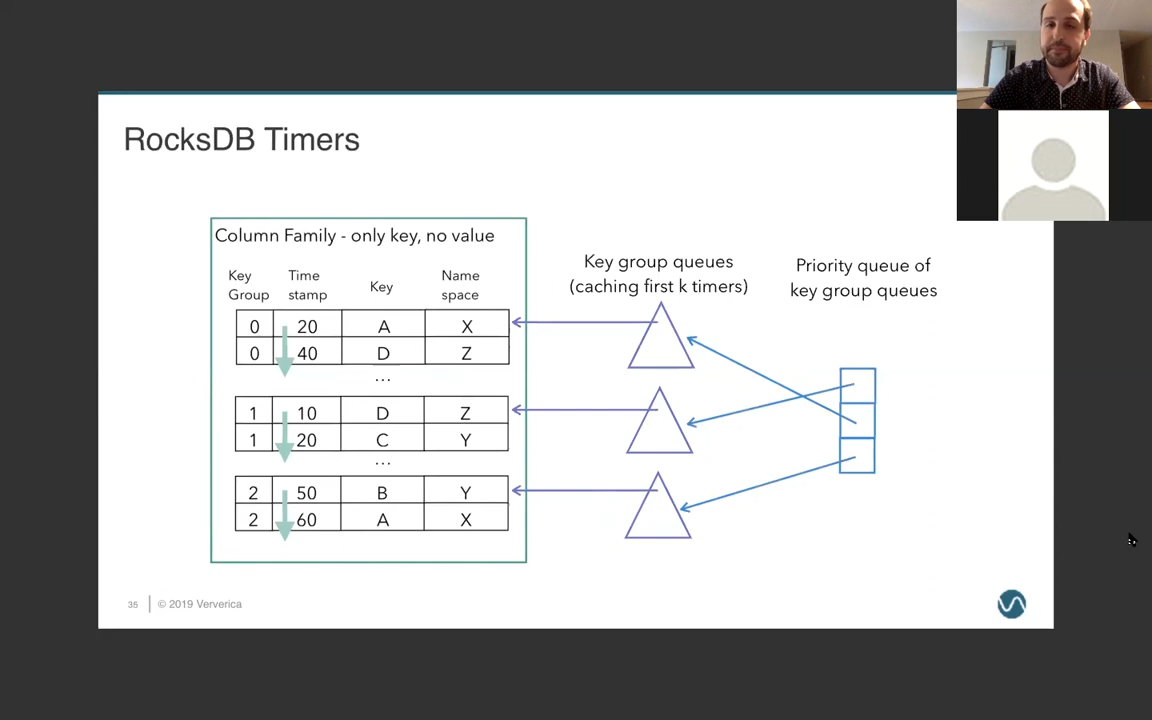 RocksDB Timers
Column Family - only key, no value
Key Group
Time stamp
Key
Name space
0 20 A X
0 40 D Z
...
1 10 D Z
1 20 C Y
...
2 50 B Y
2 60 A X
Key group queues
(caching first k timers)
Priority queue of
key group queues
35 © 2019 Ververica